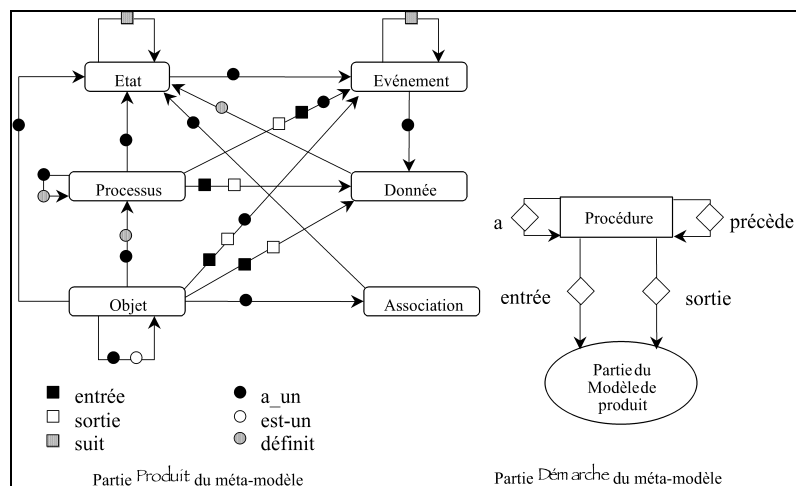 Etat
Evénement
Processus
Donnée
Objet
Association
entrée
sortie
suit
a_un
est-un
définit
Partie Produit du méta-modèle
Procédure
a
précède
entrée
sortie
Partie du
Modèle de
produit
Partie Démarche du méta-modèle